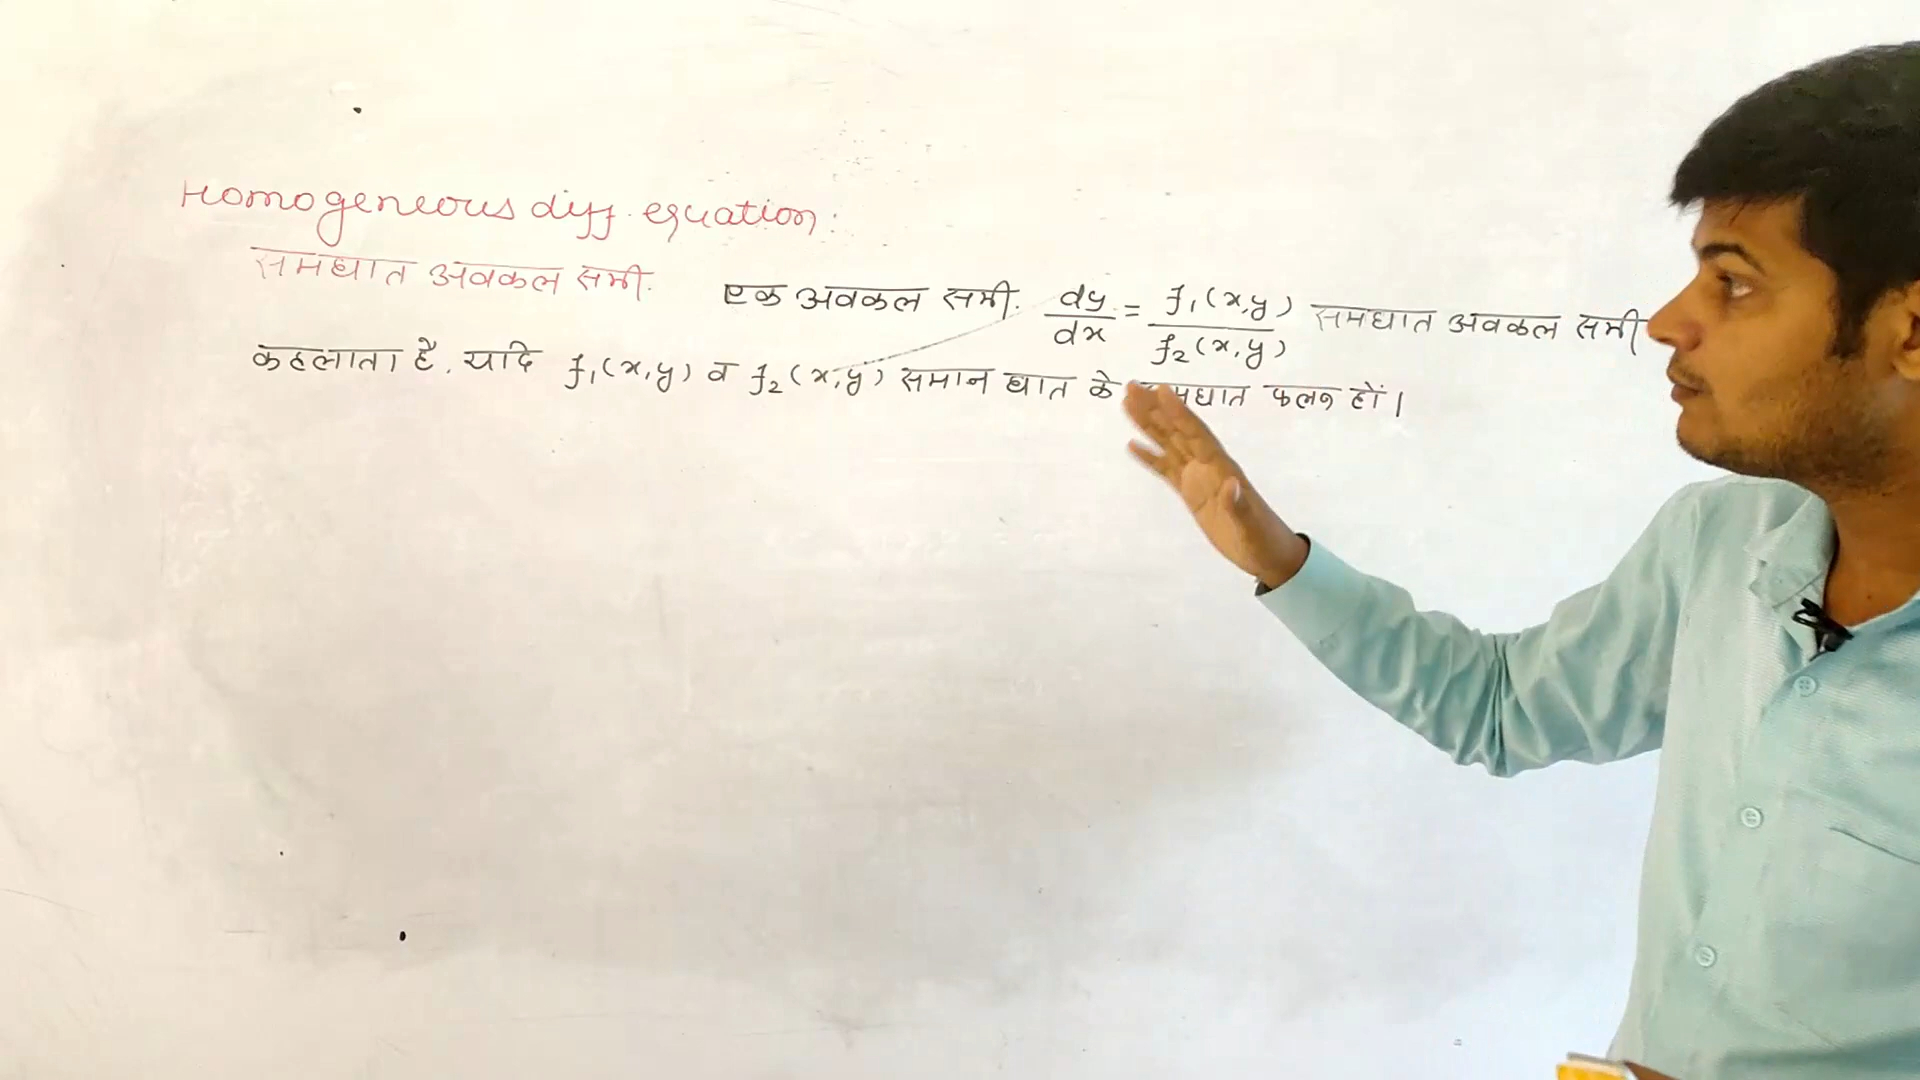 Homogeneous diff. equation:
समघात अवकल समी.
एक अवकल समी. dy/dx = f₁(x,y)/f₂(x,y) समघात अवकल समी
कहलाता है. यदि f₁(x,y) व f₂(x,y) समान घात के समघात फलन हों।